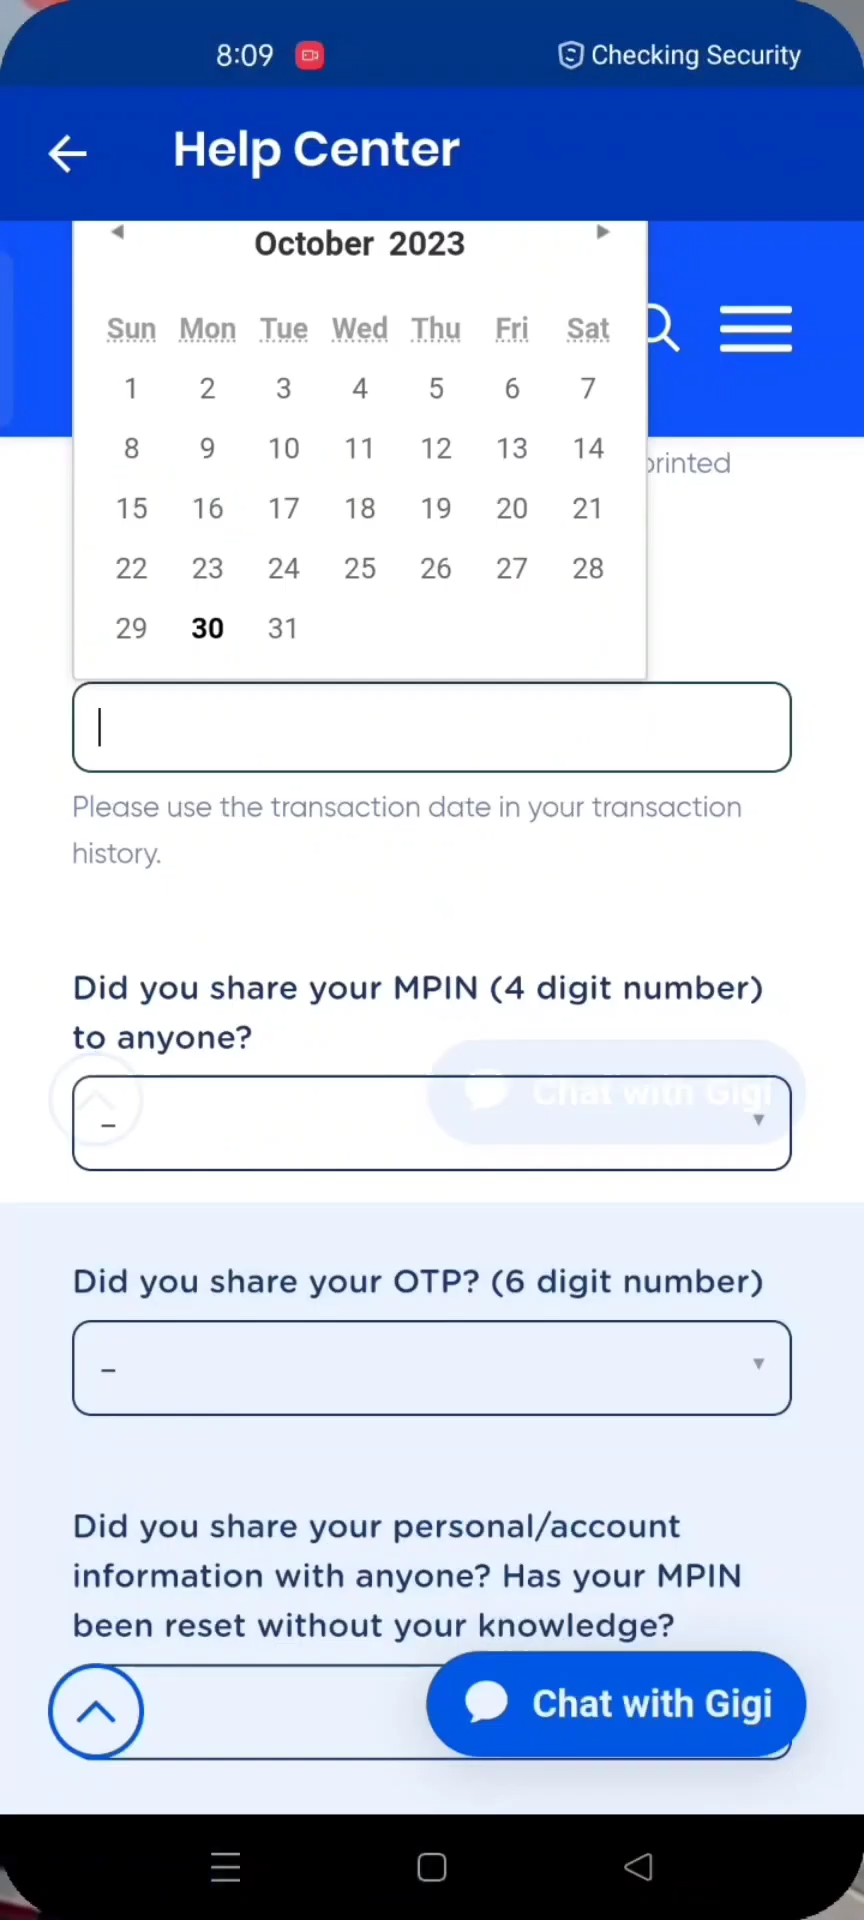 8:09
Checking Security
Help Center
October 2023
Sun Mon Tue Wed Thu Fri Sat
1 2 3 4 5 6 7
8 9 10 11 12 13 14
15 16 17 18 19 20 21
22 23 24 25 26 27 28
29 30 31
printed
Please use the transaction date in your transaction
history.
Did you share your MPIN (4 digit number)
to anyone?
Chat with Gigi
–
Did you share your OTP? (6 digit number)
–
Did you share your personal/account
information with anyone? Has your MPIN
been reset without your knowledge?
Chat with Gigi